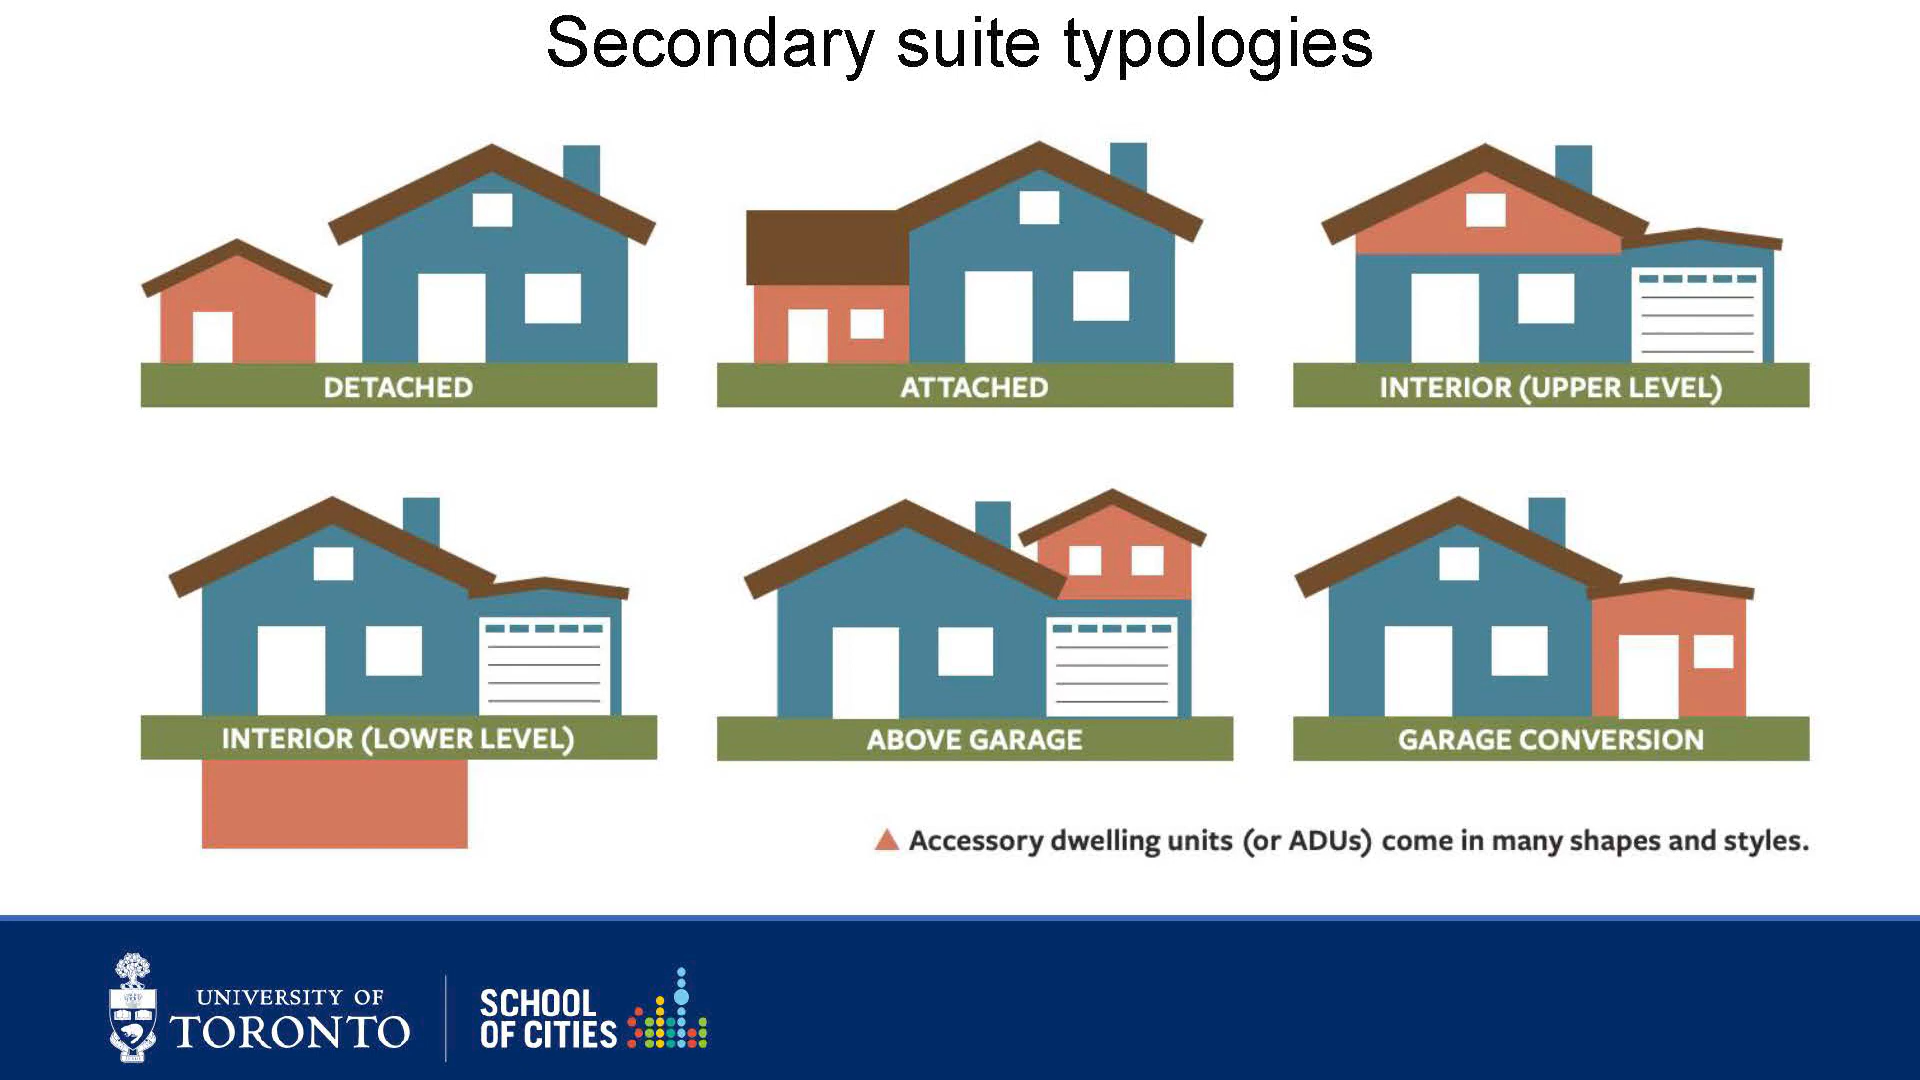 Secondary suite typologies
DETACHED
ATTACHED
INTERIOR (UPPER LEVEL)
INTERIOR (LOWER LEVEL)
ABOVE GARAGE
GARAGE CONVERSION
Accessory dwelling units (or ADUs) come in many shapes and styles.
UNIVERSITY OF
TORONTO
SCHOOL
OF CITIES